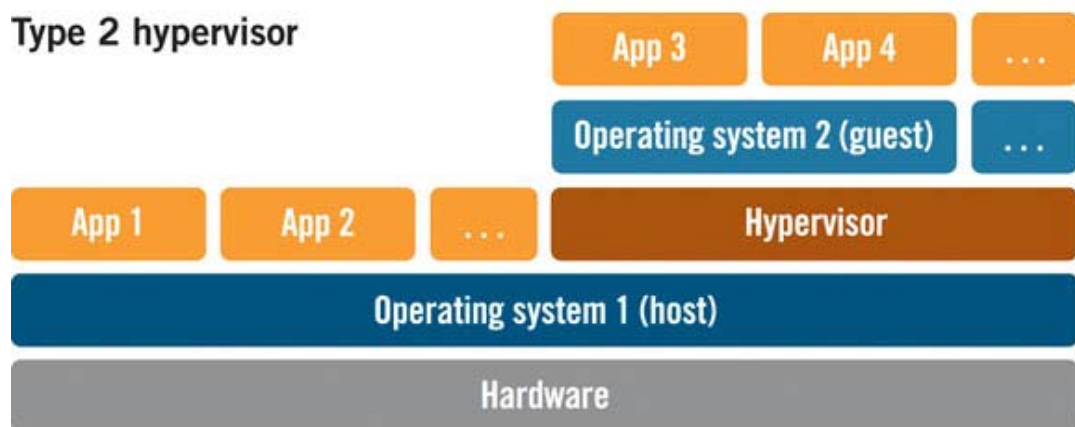 Type 2 hypervisor
App 3 App 4 ...
Operating system 2 (guest) ...
App 1 App 2 ... Hypervisor
Operating system 1 (host)
Hardware